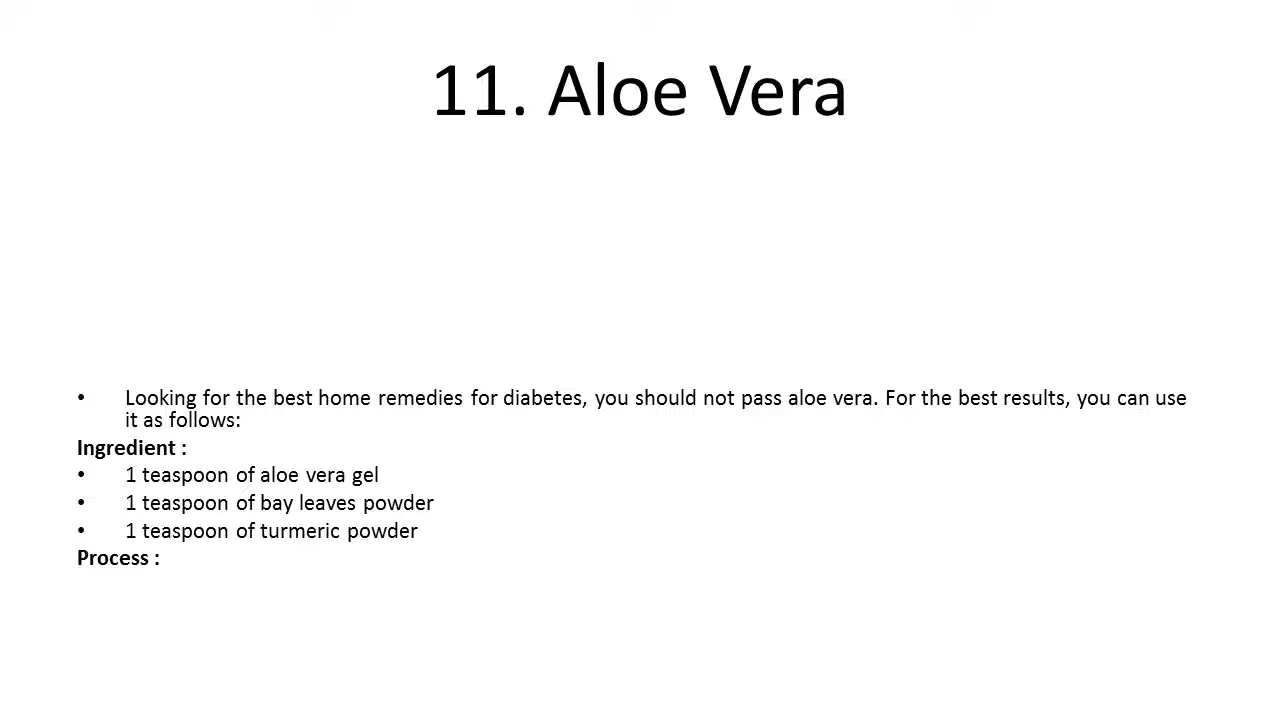 11. Aloe Vera
• Looking for the best home remedies for diabetes, you should not pass aloe vera. For the best results, you can use
it as follows:
Ingredient :
• 1 teaspoon of aloe vera gel
• 1 teaspoon of bay leaves powder
• 1 teaspoon of turmeric powder
Process :